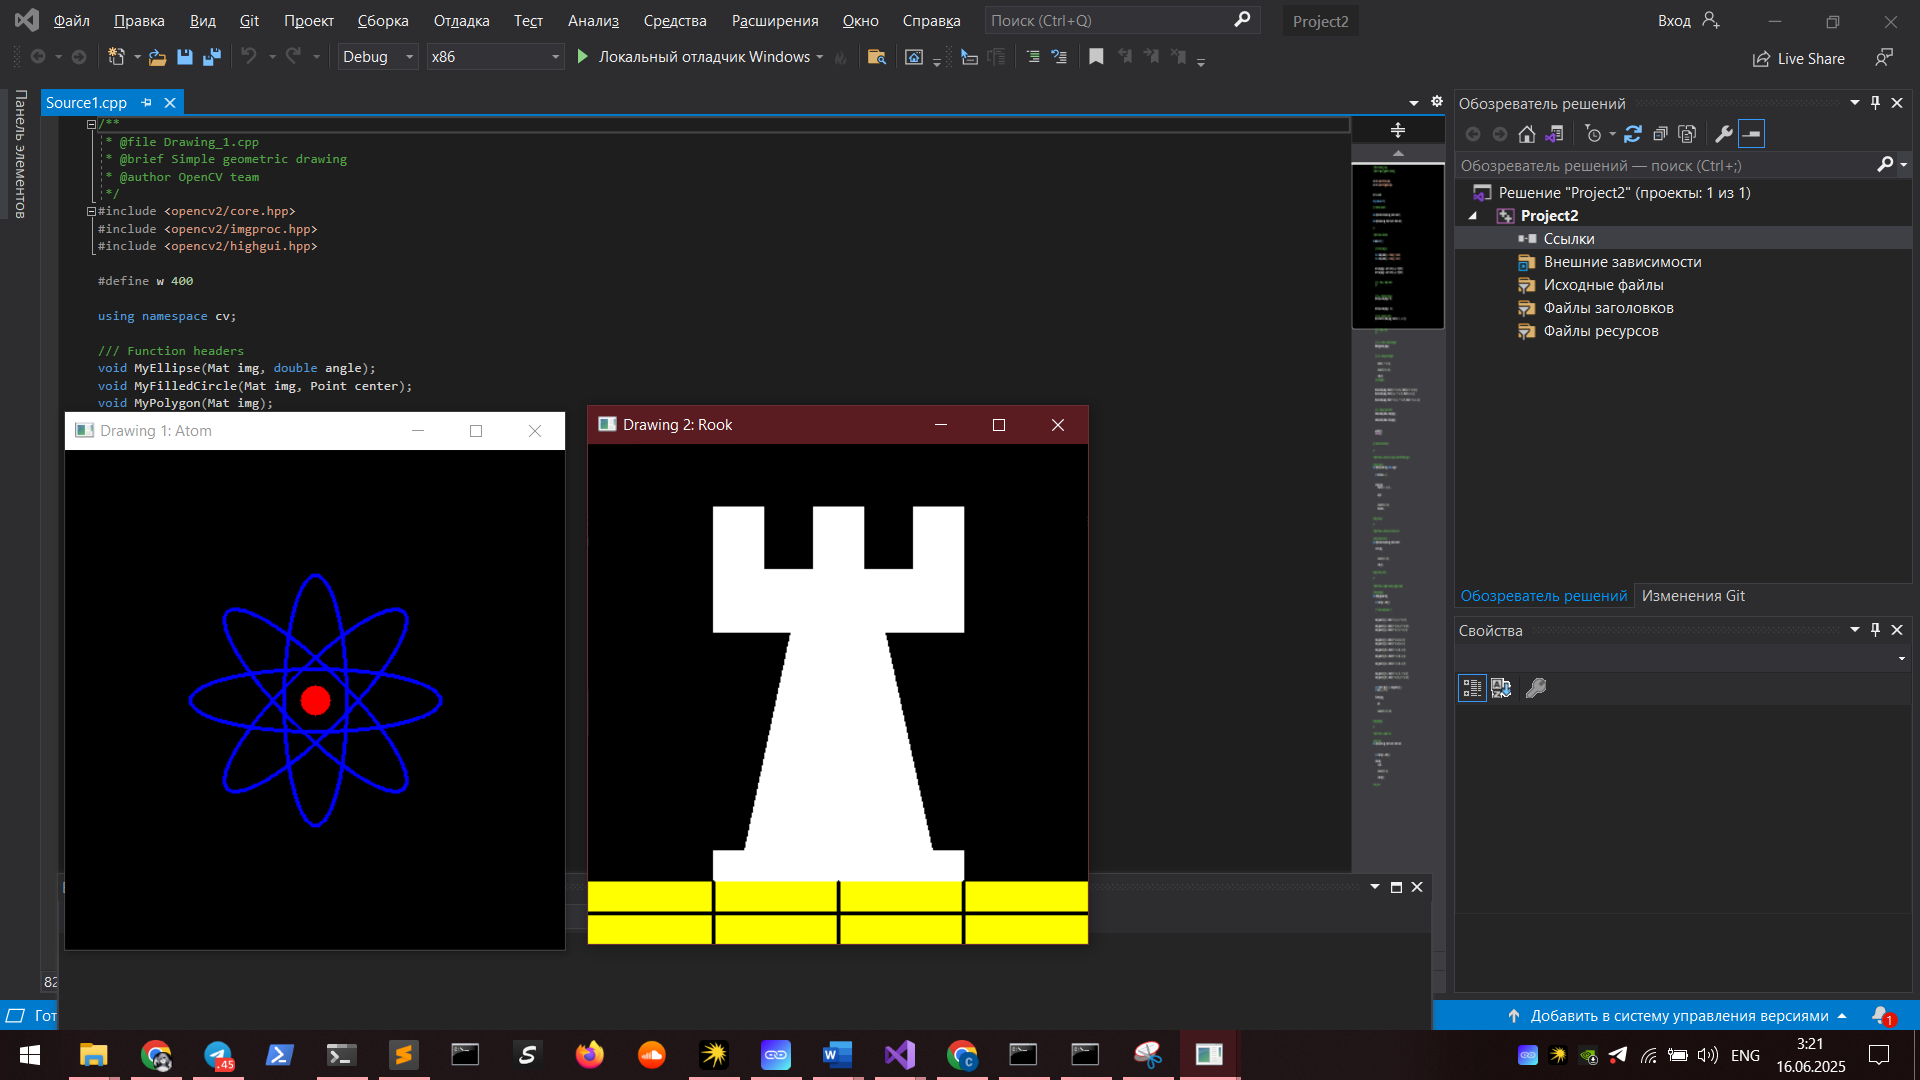 Файл Правка Вид Git Проект Сборка Отладка Тест Анализ Средства Расширения Окно Справка Поиск (Ctrl+Q) Project2 Вход
Debug x86 Локальный отладчик Windows Live Share
Панель элементов
Source1.cpp
/**
* @file Drawing_1.cpp
* @brief Simple geometric drawing
* @author OpenCV team
*/
#include <opencv2/core.hpp>
#include <opencv2/imgproc.hpp>
#include <opencv2/highgui.hpp>
#define w 400
using namespace cv;
/// Function headers
void MyEllipse(Mat img, double angle);
void MyFilledCircle(Mat img, Point center);
void MyPolygon(Mat img);
Drawing 1: Atom
Drawing 2: Rook
82
Обозреватель решений
Обозреватель решений — поиск (Ctrl+;)
Решение "Project2" (проекты: 1 из 1)
Project2
Ссылки
Внешние зависимости
Исходные файлы
Файлы заголовков
Файлы ресурсов
Обозреватель решений Изменения Git
Свойства
Гот
Добавить в систему управления версиями 1
45
ENG
3:21
16.06.2025